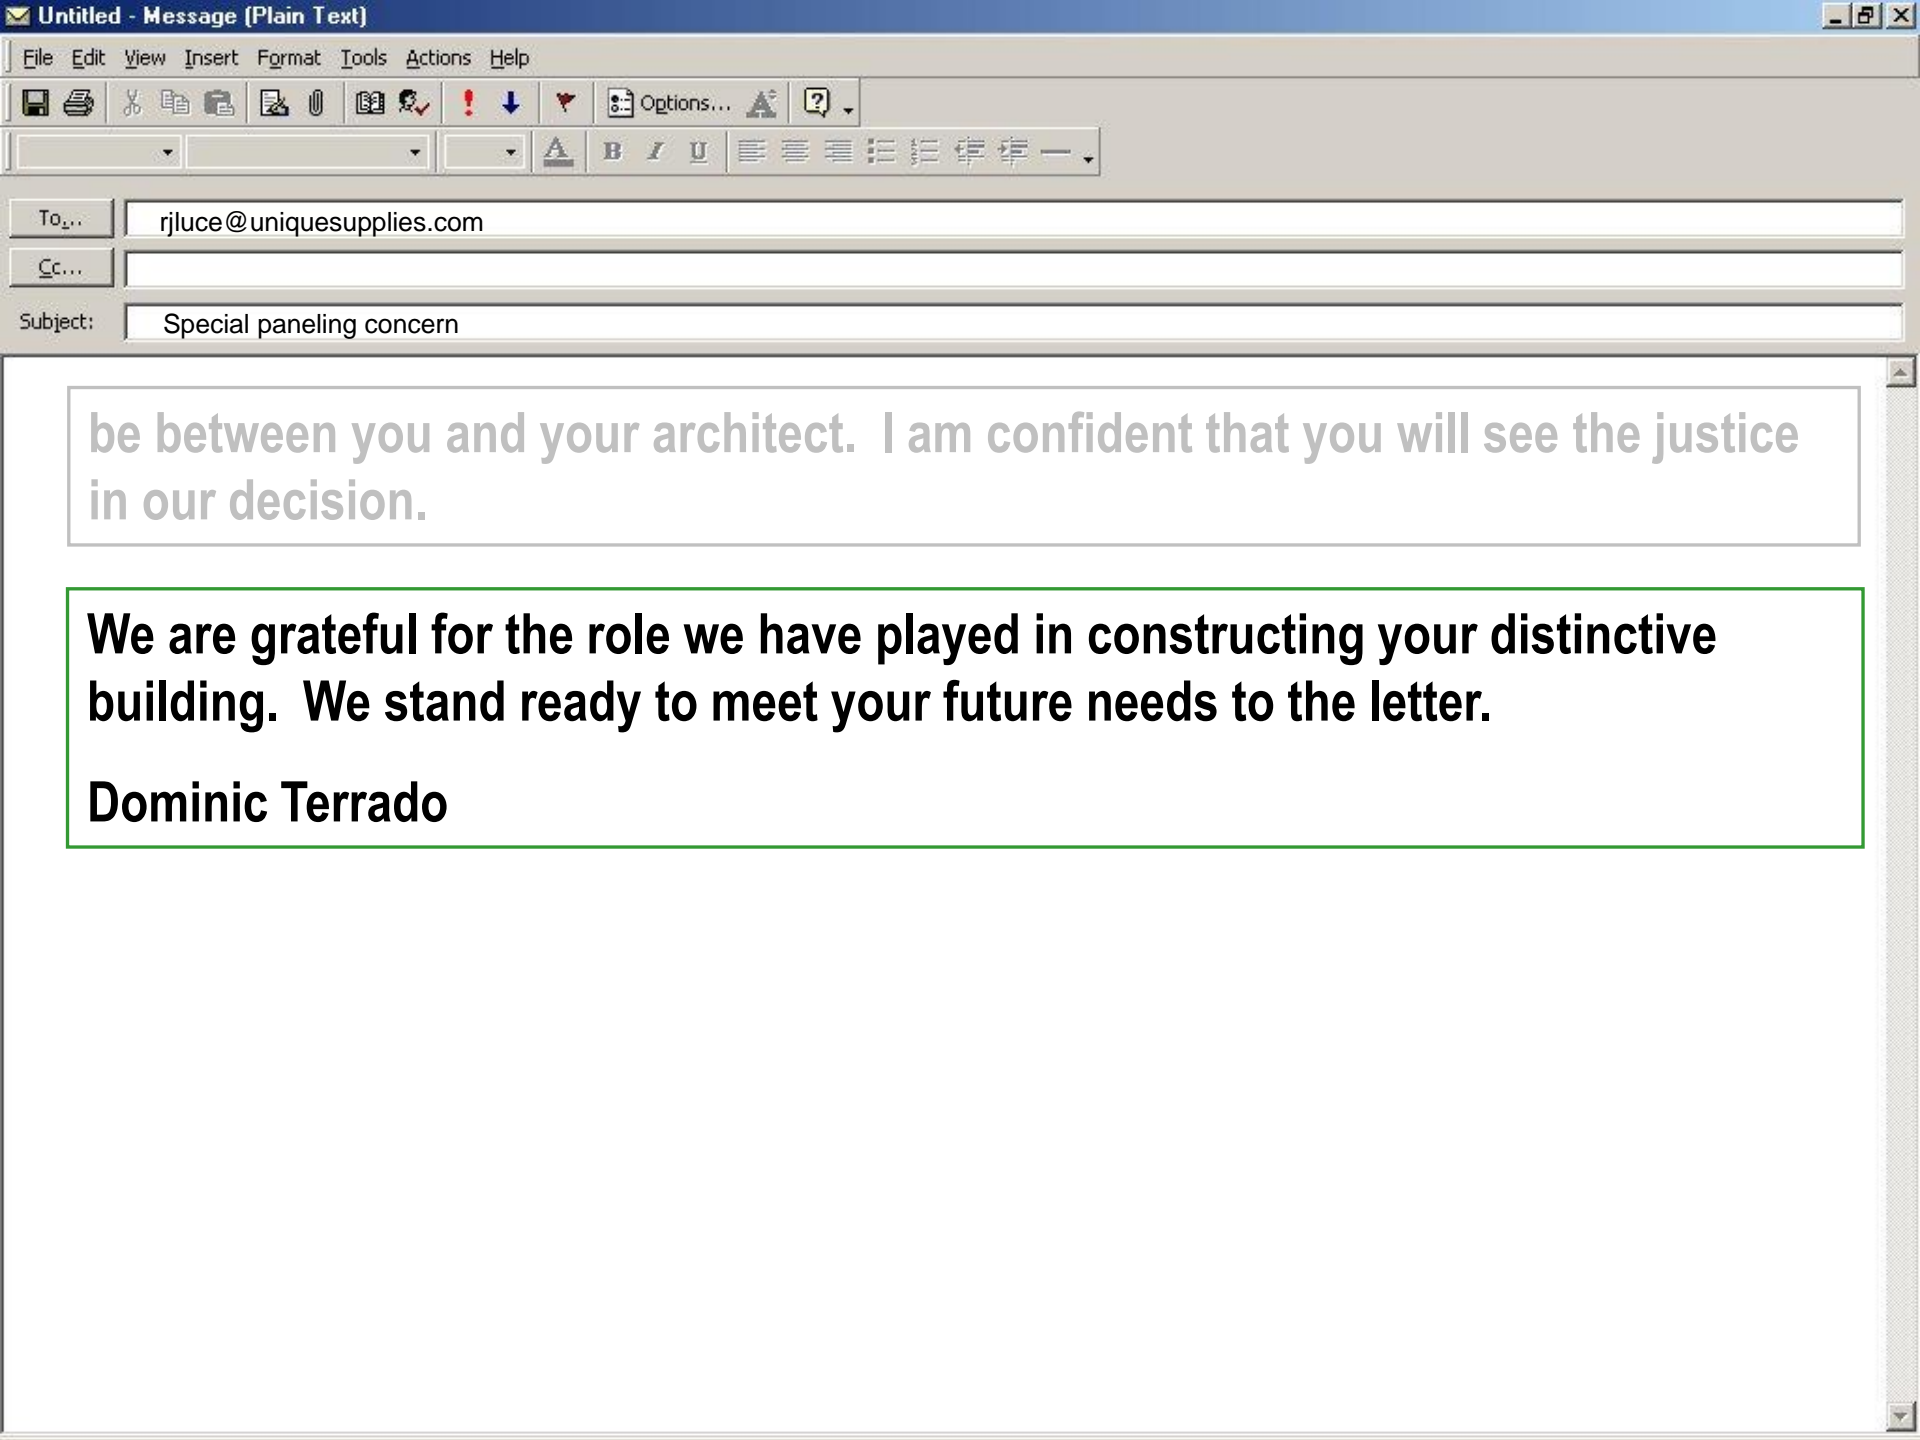 Untitled - Message (Plain Text)
File Edit View Insert Format Tools Actions Help
Options...
To... rjluce@uniquesupplies.com
Cc...
Subject: Special paneling concern
be between you and your architect.  I am confident that you will see the justice
in our decision.
We are grateful for the role we have played in constructing your distinctive
building.  We stand ready to meet your future needs to the letter.
Dominic Terrado